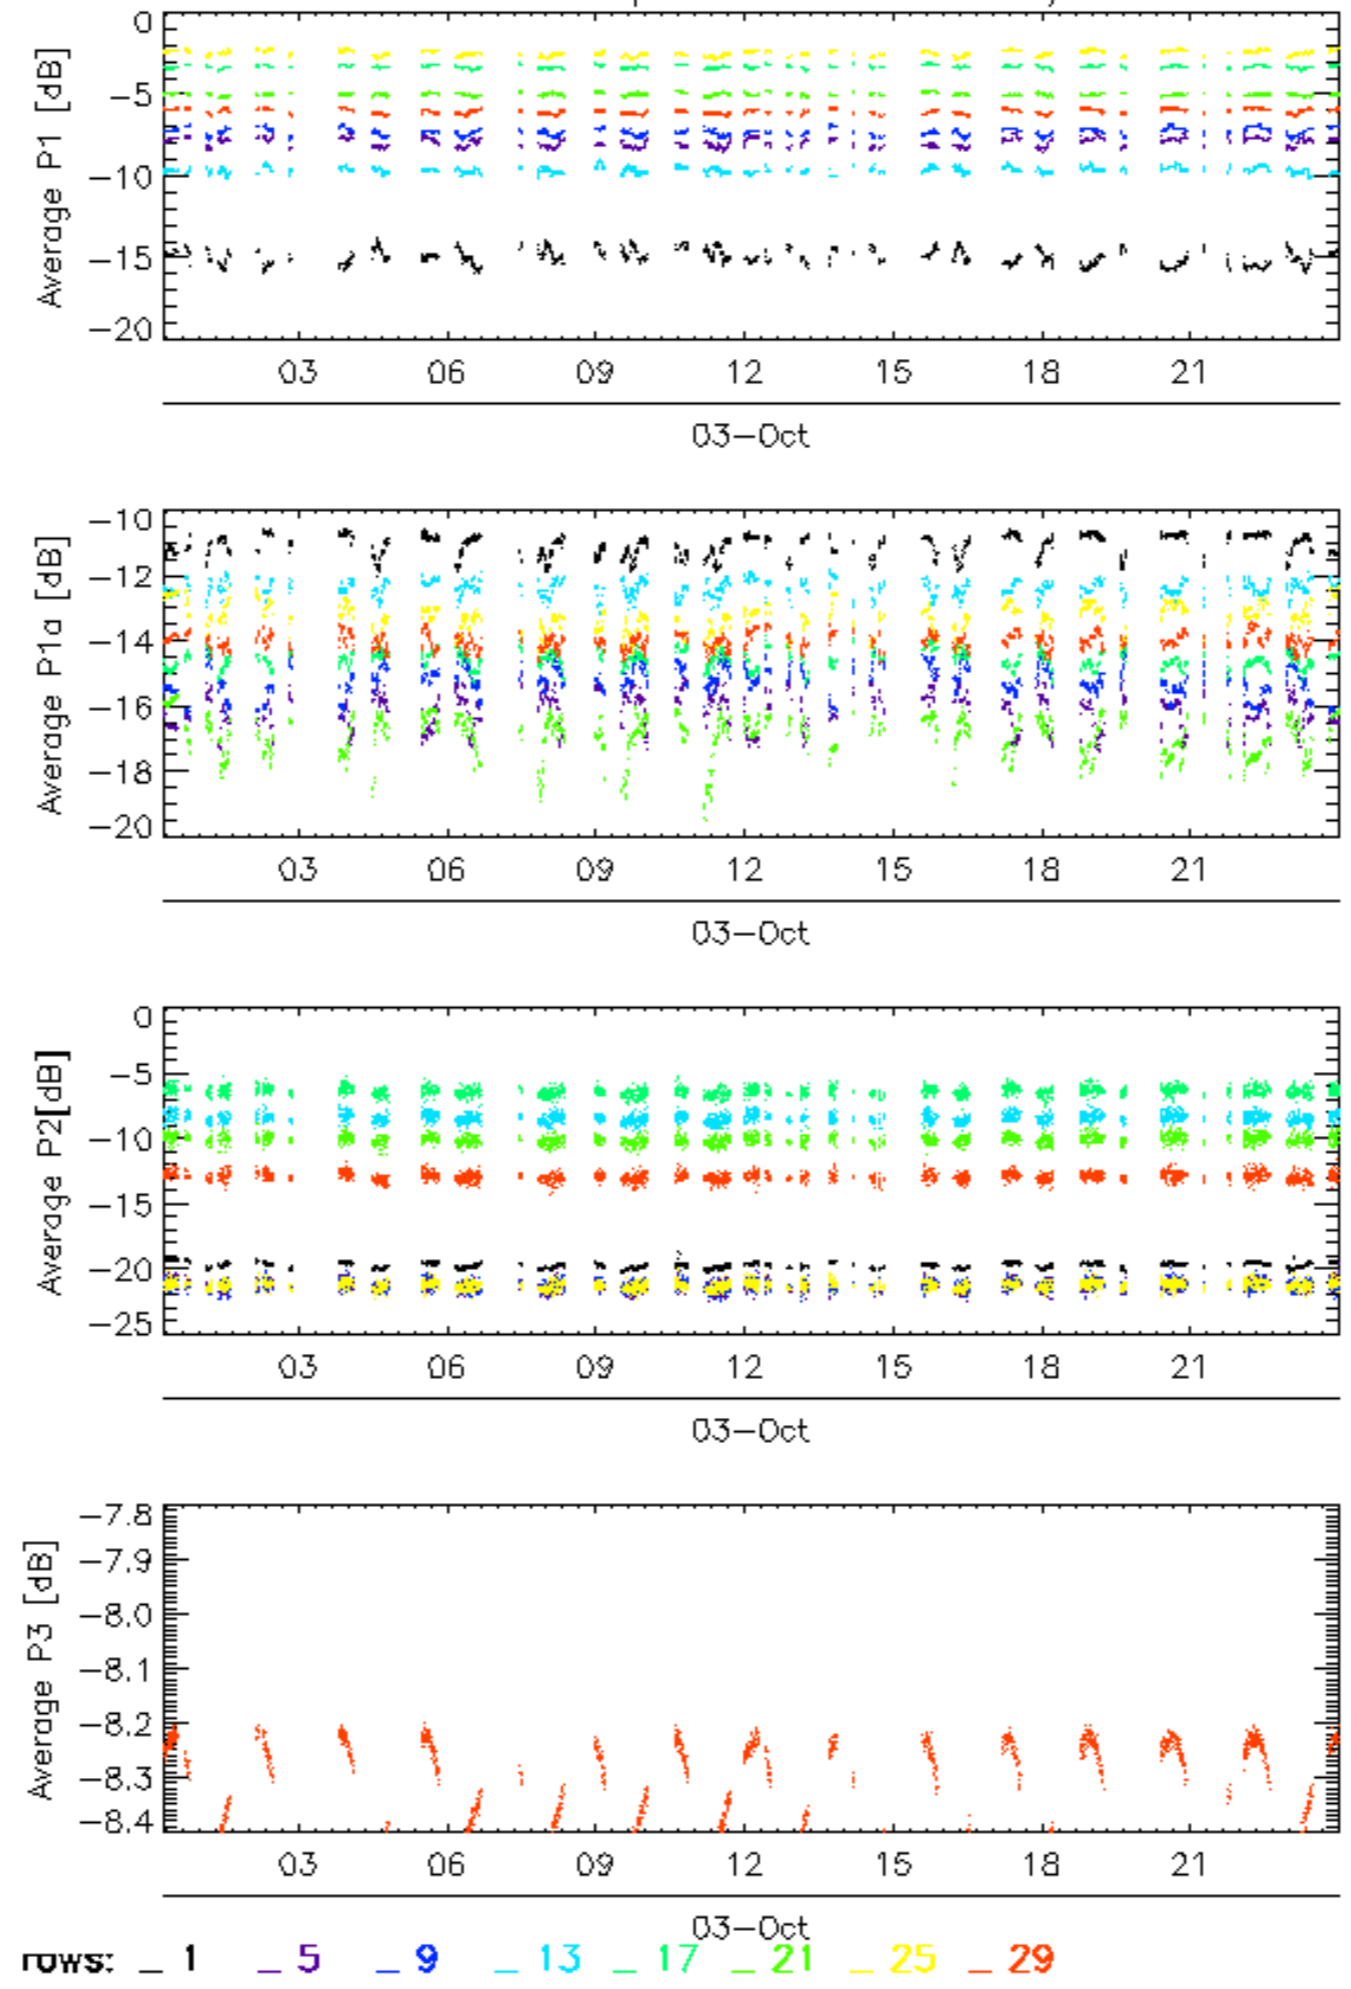 Average P1 [dB]
0
−5
−10
−15
−20
03 06 09 12 15 18 21
03−Oct
Average P1a [dB]
−10
−12
−14
−16
−18
−20
03 06 09 12 15 18 21
03−Oct
Average P2[dB]
0
−5
−10
−15
−20
−25
03 06 09 12 15 18 21
03−Oct
Average P3 [dB]
−7.8
−7.9
−8.0
−8.1
−8.2
−8.3
−8.4
03 06 09 12 15 18 21
03−Oct
rows: _ 1 _ 5 _ 9 _ 13 _ 17 _ 21 _ 25 _ 29